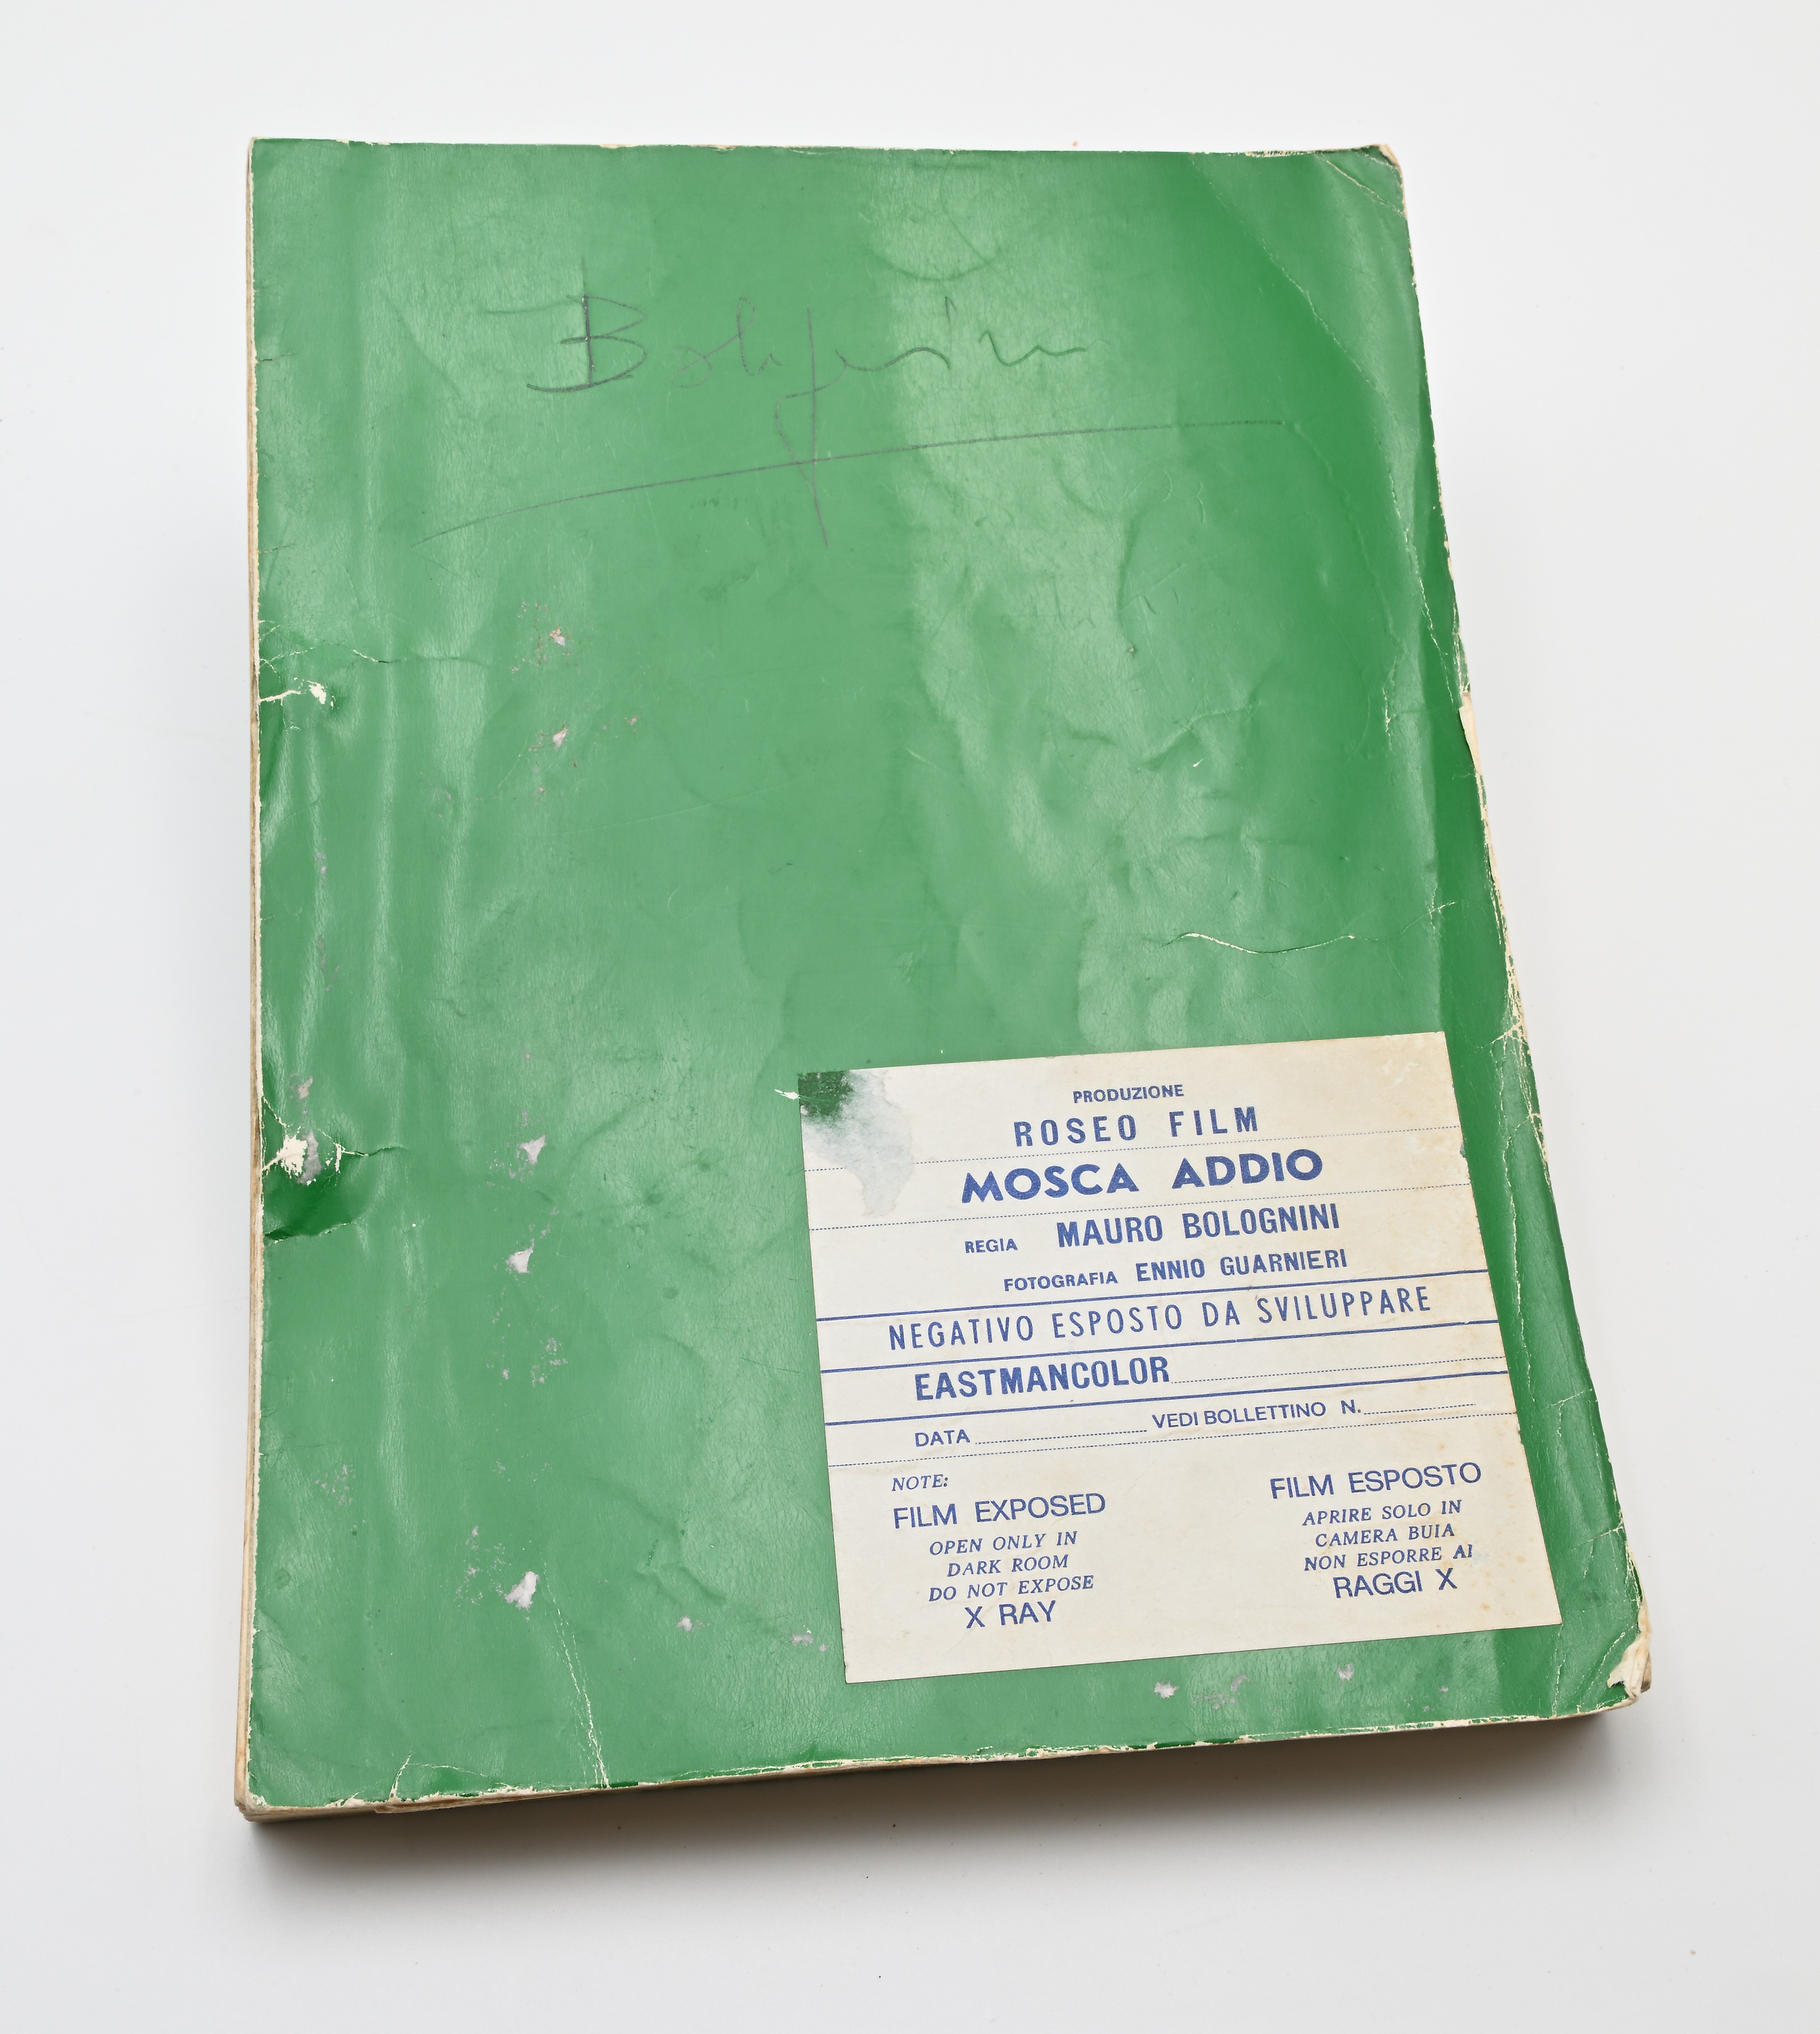 Bolognini
PRODUZIONE
ROSEO FILM
MOSCA ADDIO
REGIA MAURO BOLOGNINI
FOTOGRAFIA ENNIO GUARNIERI
NEGATIVO ESPOSTO DA SVILUPPARE
EASTMANCOLOR
DATA VEDI BOLLETTINO N.
NOTE:
FILM EXPOSED
OPEN ONLY IN
DARK ROOM
DO NOT EXPOSE
X RAY
FILM ESPOSTO
APRIRE SOLO IN
CAMERA BUIA
NON ESPORRE AI
RAGGI X